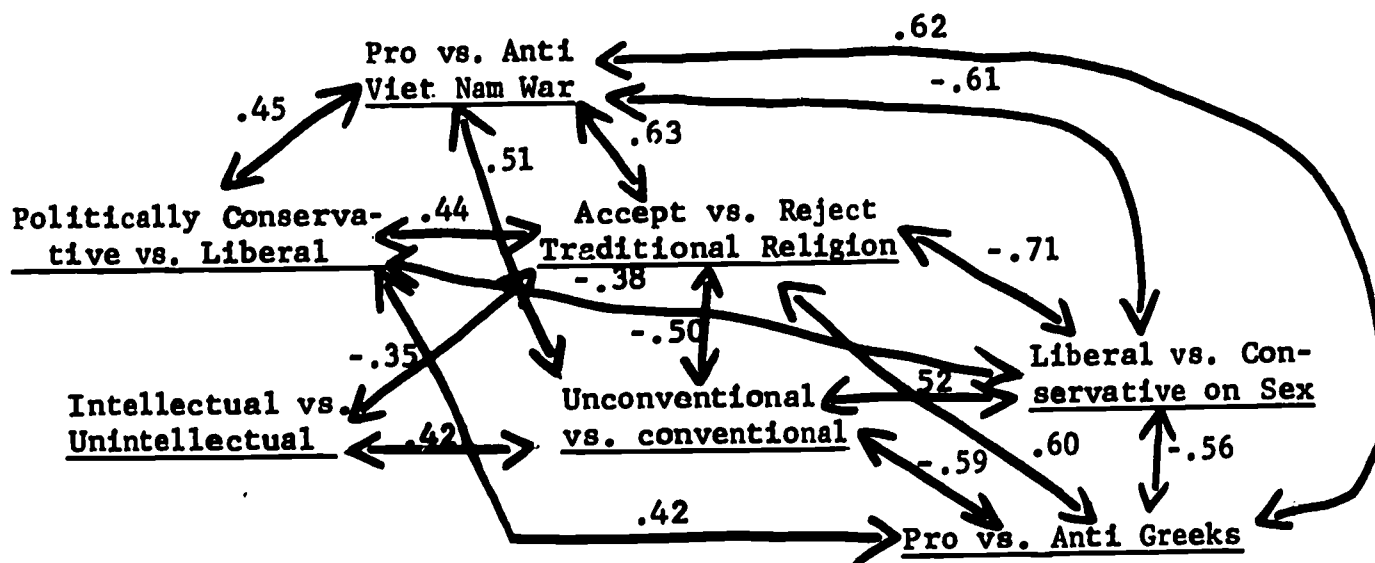 .62
Pro vs. Anti
Viet Nam War
-.61
.45
.63
.51
Politically Conserva-
tive vs. Liberal
.44
Accept vs. Reject
Traditional Religion
-.71
-.38
-.50
-.35
Liberal vs. Con-
servative on Sex
.52
Intellectual vs.
Unintellectual
Unconventional
vs. conventional
.42
-.59
.60
-.56
.42
Pro vs. Anti Greeks